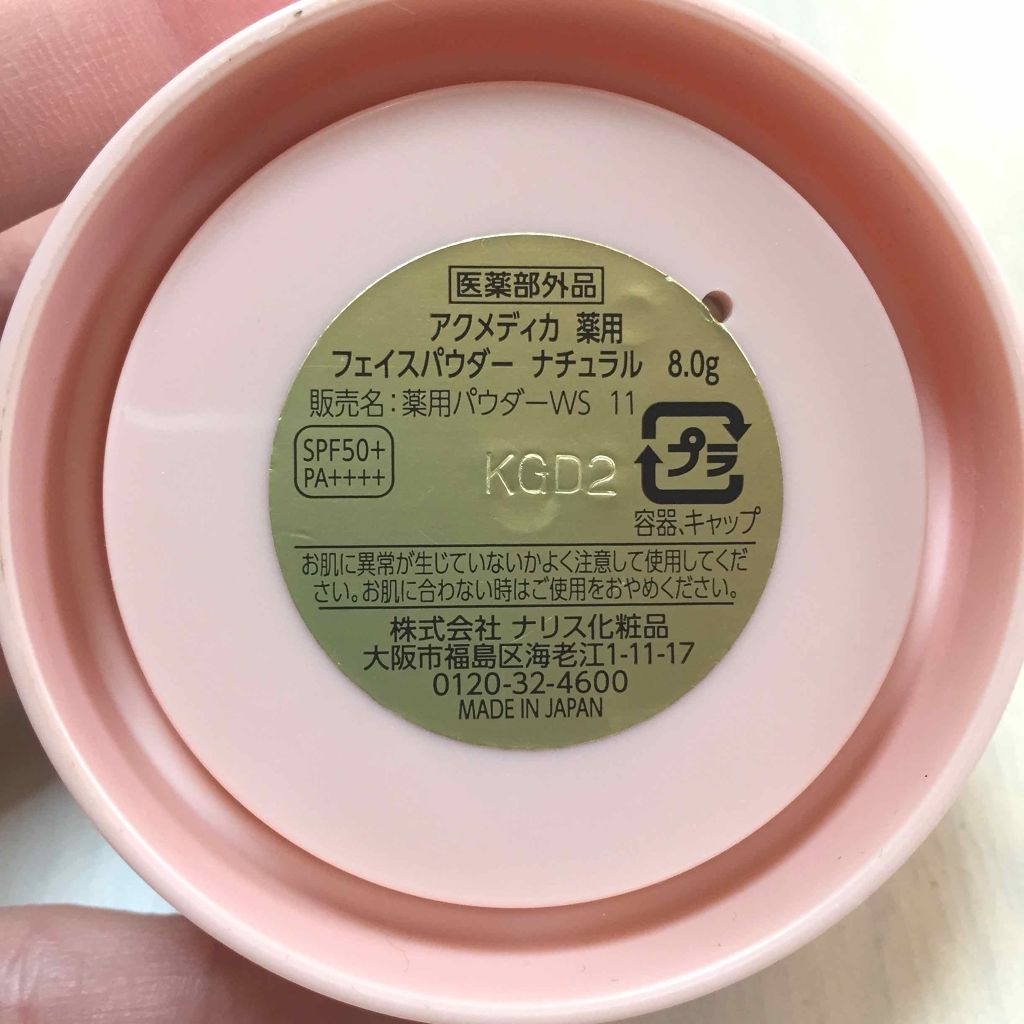 医薬部外品
アクメディカ 薬用
フェイスパウダー ナチュラル 8.0g
販売名:薬用パウダーWS 11
SPF50+
PA++++
KGD2
プラ
容器、キャップ
お肌に異常が生じていないかよく注意して使用してくだ
さい。お肌に合わない時はご使用をおやめください。
株式会社 ナリス化粧品
大阪市福島区海老江1-11-17
0120-32-4600
MADE IN JAPAN